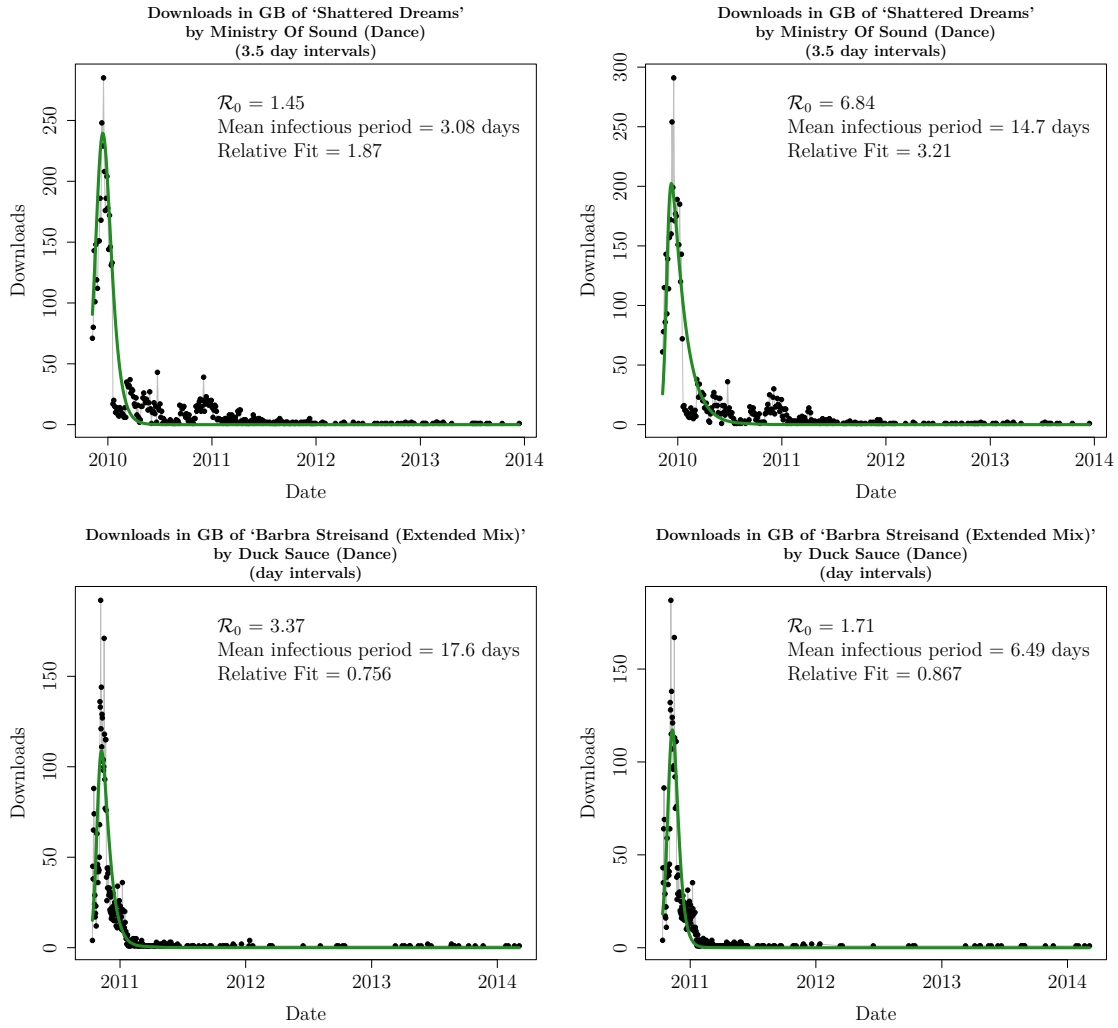 Downloads in GB of ‘Shattered Dreams’
by Ministry Of Sound (Dance)
(3.5 day intervals)
R0 = 1.45
Mean infectious period = 3.08 days
Relative Fit = 1.87
Downloads
0
50
100
150
200
250
2010
2011
2012
2013
2014
Date
Downloads in GB of ‘Shattered Dreams’
by Ministry Of Sound (Dance)
(3.5 day intervals)
R0 = 6.84
Mean infectious period = 14.7 days
Relative Fit = 3.21
Downloads
0
50
100
150
200
250
300
2010
2011
2012
2013
2014
Date
Downloads in GB of ‘Barbra Streisand (Extended Mix)’
by Duck Sauce (Dance)
(day intervals)
R0 = 3.37
Mean infectious period = 17.6 days
Relative Fit = 0.756
Downloads
0
50
100
150
2011
2012
2013
2014
Date
Downloads in GB of ‘Barbra Streisand (Extended Mix)’
by Duck Sauce (Dance)
(day intervals)
R0 = 1.71
Mean infectious period = 6.49 days
Relative Fit = 0.867
Downloads
0
50
100
150
2011
2012
2013
2014
Date